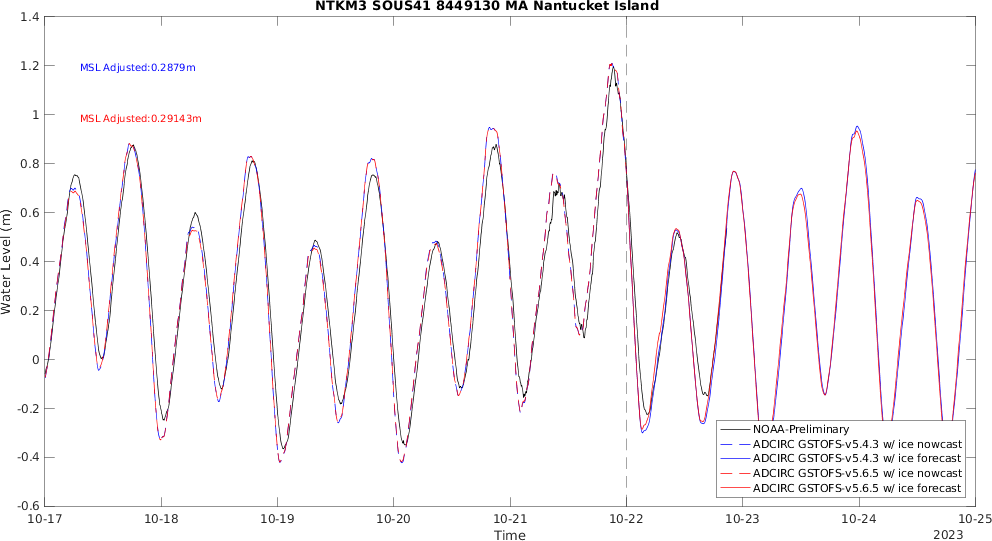 NTKM3 SOUS41 8449130 MA Nantucket Island
1.4
1.2
1
0.8
0.6
0.4
0.2
0
-0.2
-0.4
-0.6
Water Level (m)
MSL Adjusted:0.2879m
MSL Adjusted:0.29143m
NOAA-Preliminary
ADCIRC GSTOFS-v5.4.3 w/ ice nowcast
ADCIRC GSTOFS-v5.4.3 w/ ice forecast
ADCIRC GSTOFS-v5.6.5 w/ ice nowcast
ADCIRC GSTOFS-v5.6.5 w/ ice forecast
10-17 10-18 10-19 10-20 10-21 10-22 10-23 10-24 10-25
Time
2023